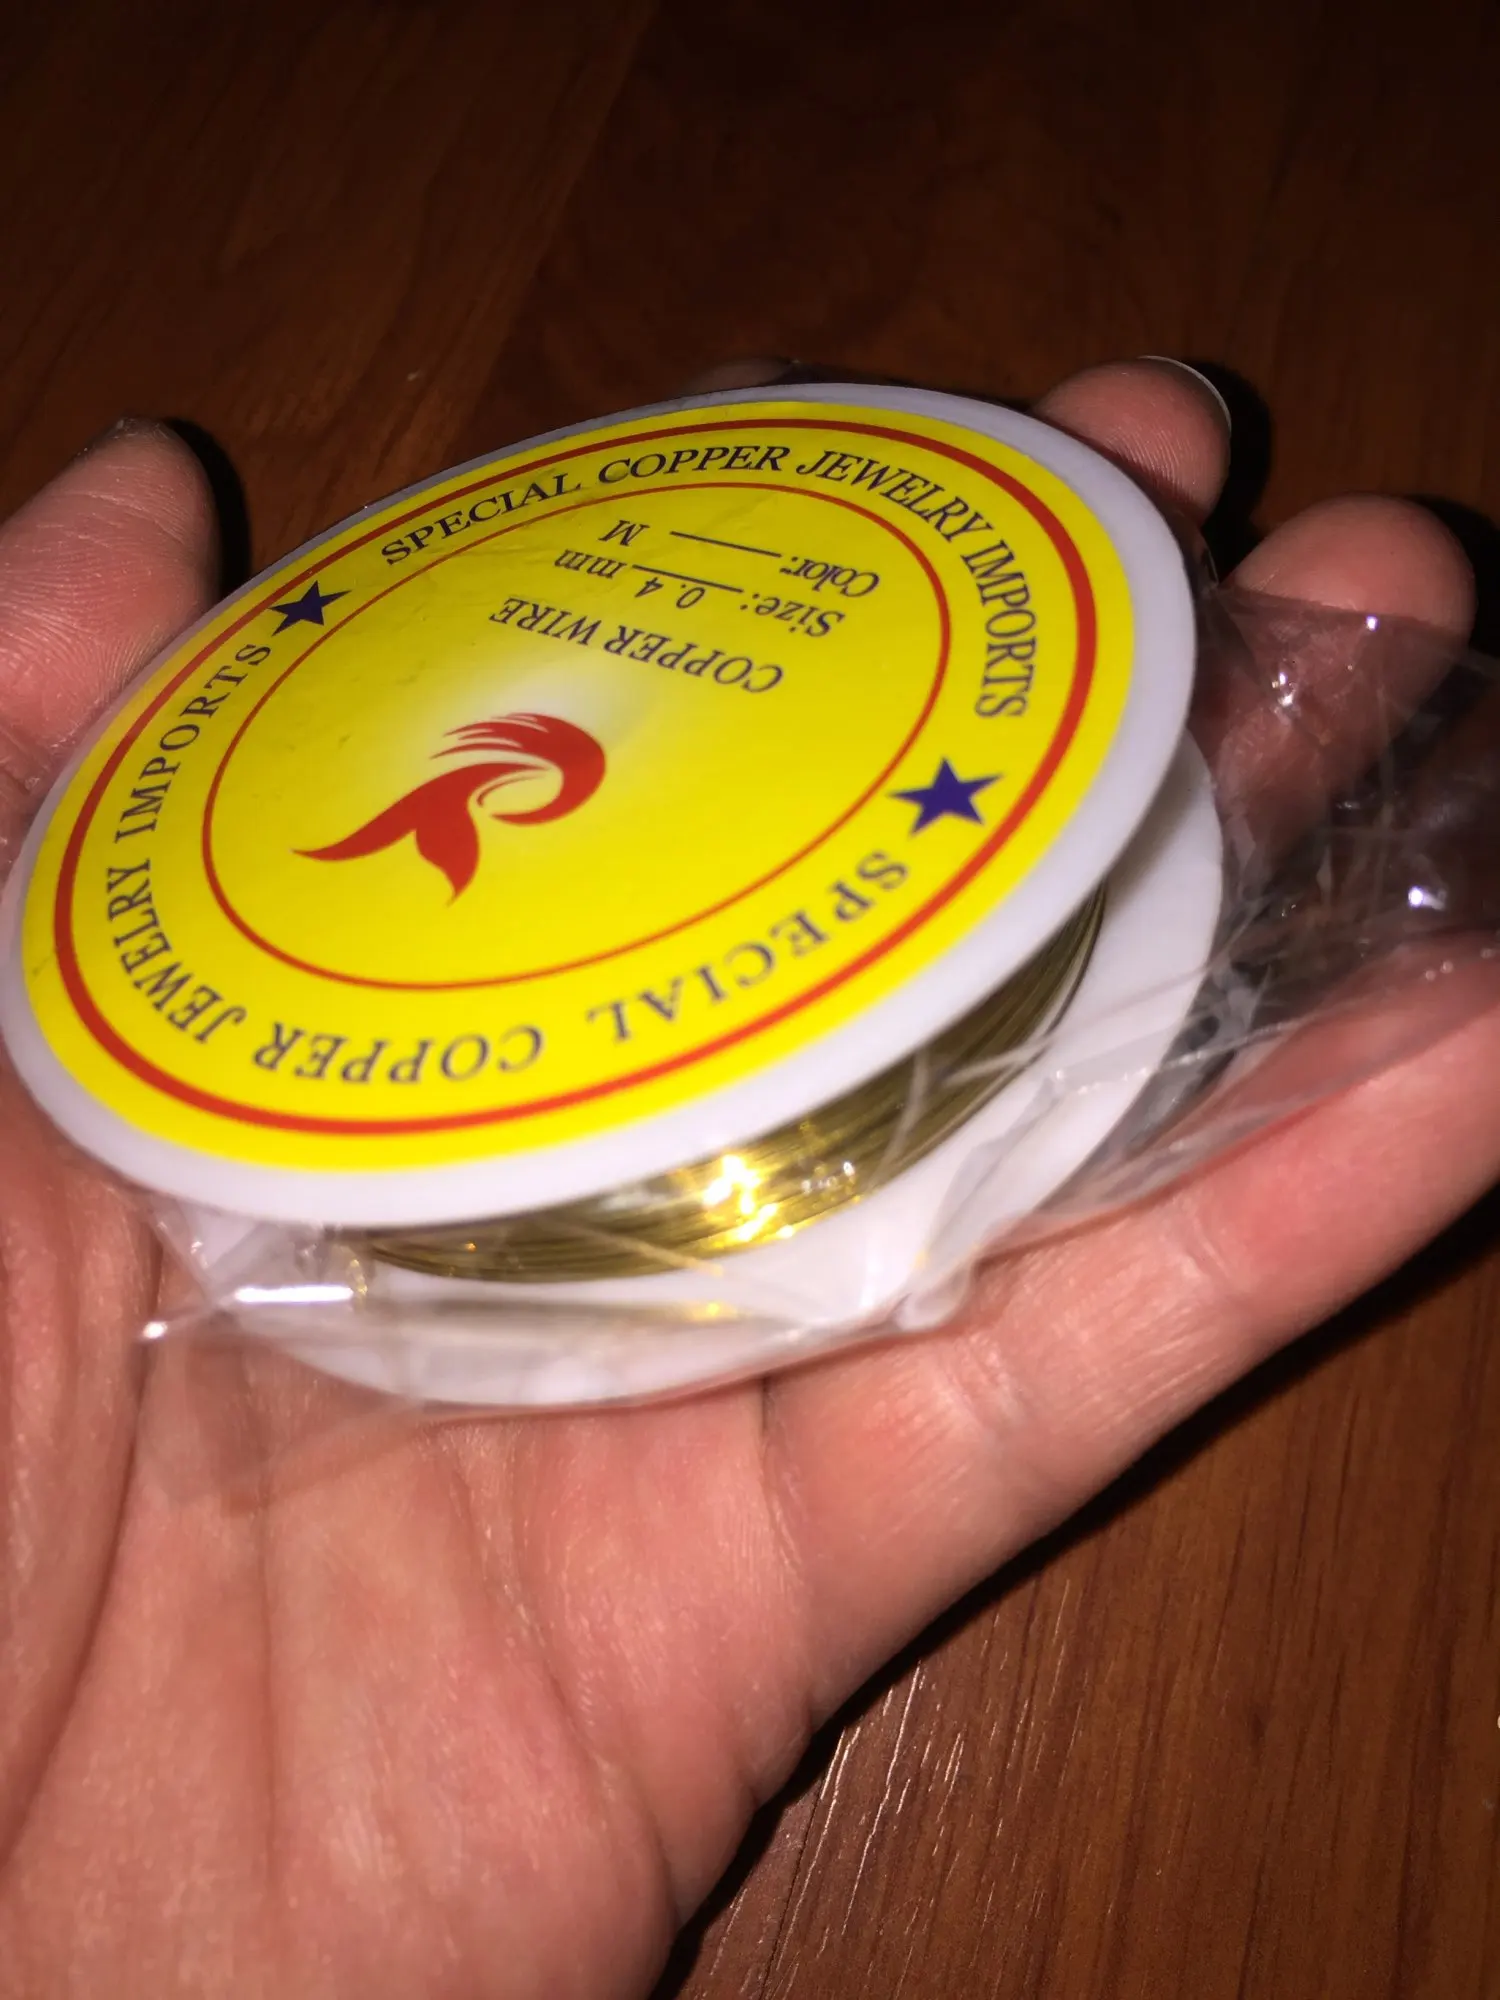 SPECIAL COPPER JEWELRY IMPORTS
SPECIAL COPPER JEWELRY IMPORTS
COPPER WIRE
Size: 0.4 mm
Color: M